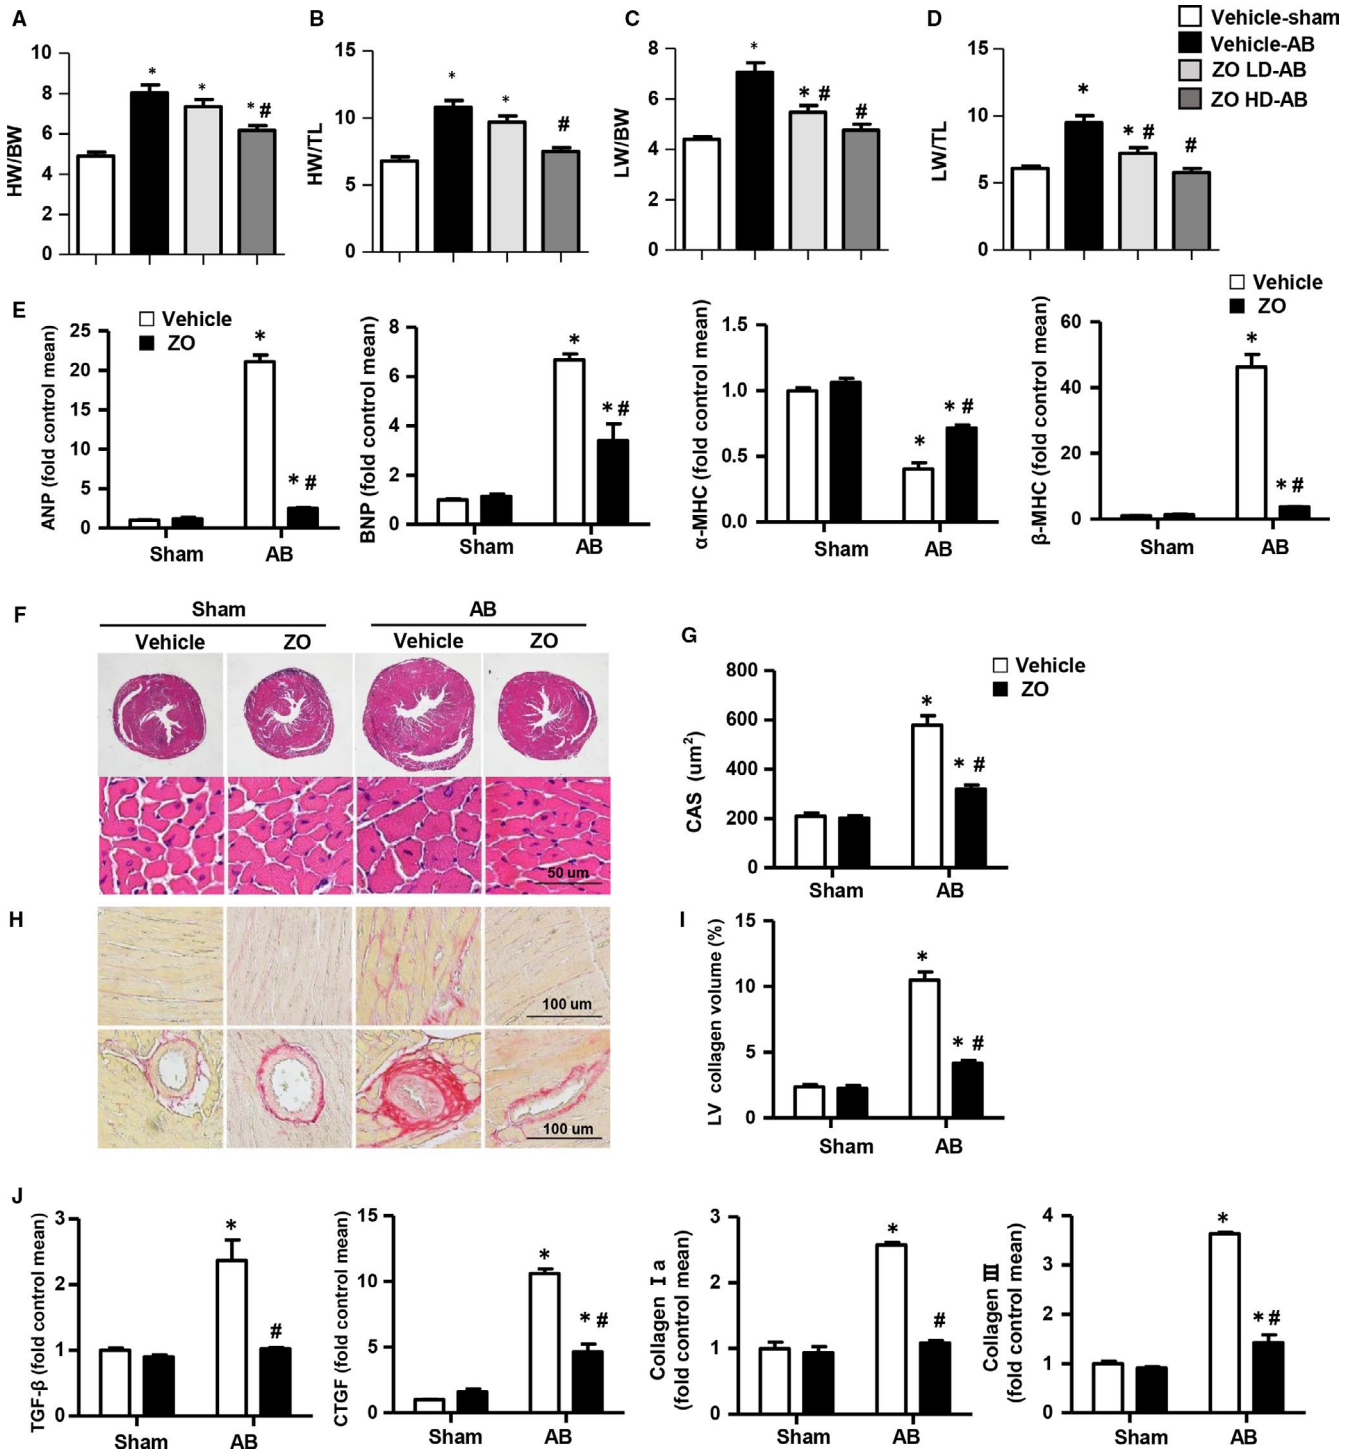 A
B
C
D
Vehicle-sham
Vehicle-AB
ZO LD-AB
ZO HD-AB
HW/BW
10
8
6
4
2
0
*
*
* #
HW/TL
15
10
5
0
*
*
#
LW/BW
8
6
4
2
0
*
* #
#
LW/TL
15
10
5
0
*
* #
#
E
Vehicle
ZO
ANP (fold control mean)
25
20
15
10
5
0
*
* #
Sham
AB
BNP (fold control mean)
8
6
4
2
0
*
* #
Sham
AB
α-MHC (fold control mean)
1.5
1.0
0.5
0.0
*
* #
Sham
AB
Vehicle
ZO
β-MHC (fold control mean)
60
40
20
0
*
* #
Sham
AB
F
Sham
AB
Vehicle
ZO
Vehicle
ZO
50 um
G
Vehicle
ZO
CAS (um²)
800
600
400
200
0
*
* #
Sham
AB
H
100 um
100 um
I
LV collagen volume (%)
15
10
5
0
*
* #
Sham
AB
J
TGF-β (fold control mean)
3
2
1
0
*
#
Sham
AB
CTGF (fold control mean)
15
10
5
0
*
* #
Sham
AB
Collagen Ⅰa
(fold control mean)
3
2
1
0
*
#
Sham
AB
Collagen Ⅲ
(fold control mean)
4
3
2
1
0
*
* #
Sham
AB